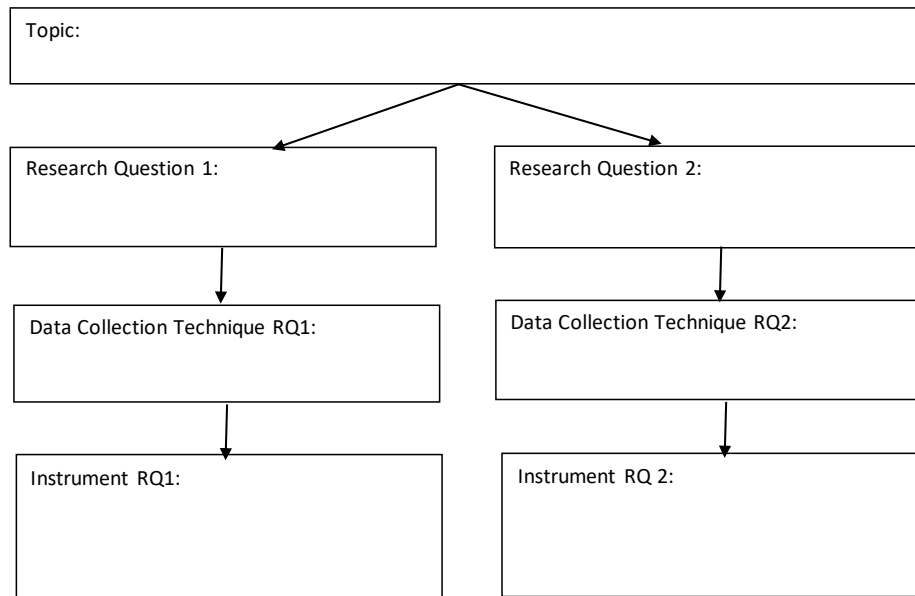 Topic:
Research Question 1:
Research Question 2:
Data Collection Technique RQ1:
Data Collection Technique RQ2:
Instrument RQ1:
Instrument RQ 2: